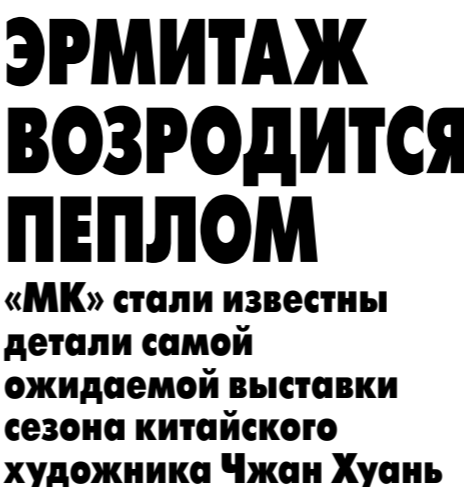 ЭРМИТАЖ
ВОЗРОДИТСЯ
ПЕПЛОМ
«МК» стали известны
детали самой
ожидаемой выставки
сезона китайского
художника Чжан Хуань